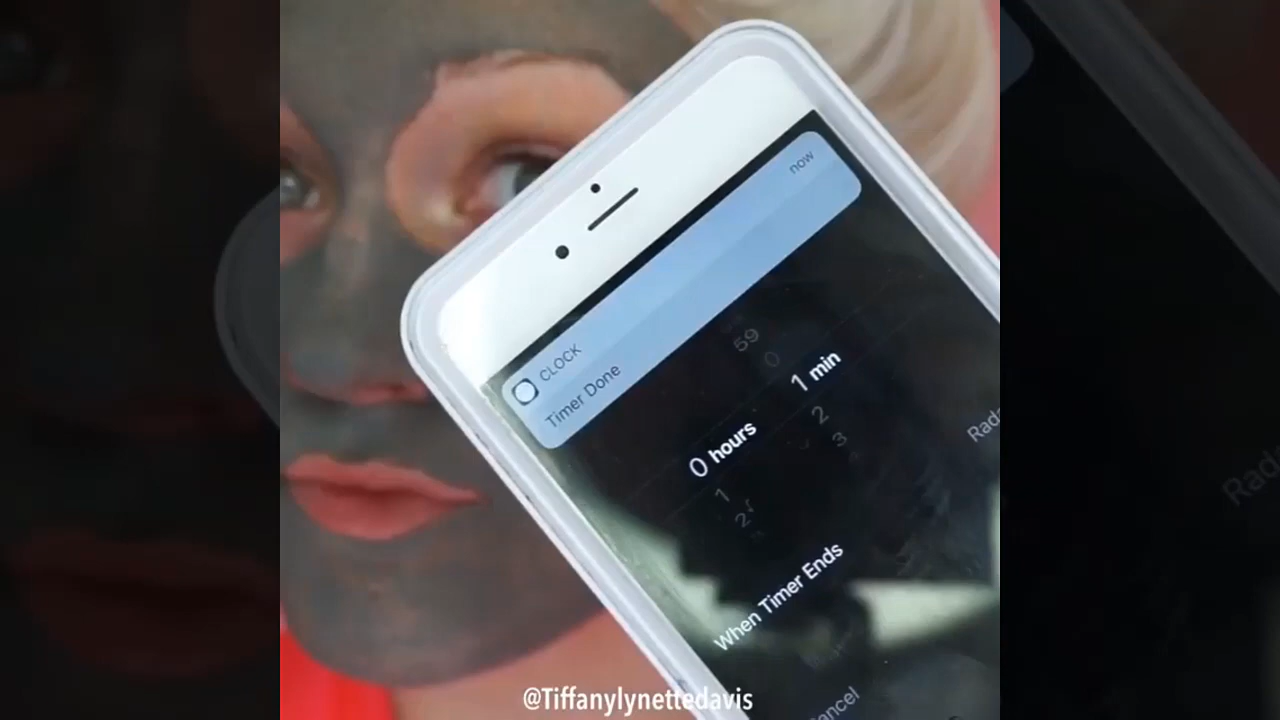 now
CLOCK
Timer Done
59
0
0 hours
1 min
1
2
2
3
When Timer Ends
Cancel
@Tiffanylynettedavis